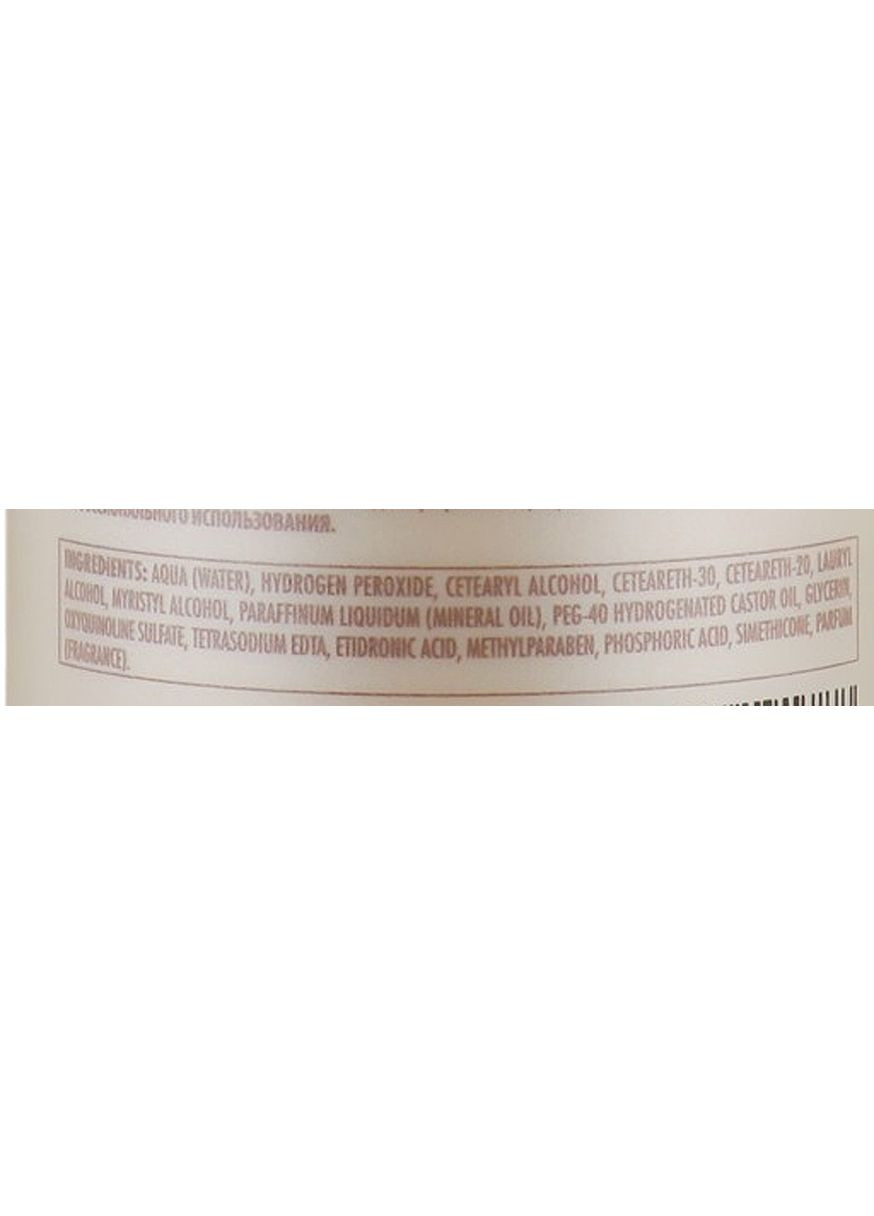 ИСПОЛЬЗОВАНИЯ.
INGREDIENTS: AQUA (WATER), HYDROGEN PEROXIDE, CETEARYL ALCOHOL, CETEARETH-30, CETEARETH-20, LAURYL
ALCOHOL, MYRISTYL ALCOHOL, PARAFFINUM LIQUIDUM (MINERAL OIL), PEG-40 HYDROGENATED CASTOR OIL, GLYCERIN,
OXYQUINOLINE SULFATE, TETRASODIUM EDTA, ETIDRONIC ACID, METHYLPARABEN, PHOSPHORIC ACID, SIMETHICONE, PARFUM
(FRAGRANCE).